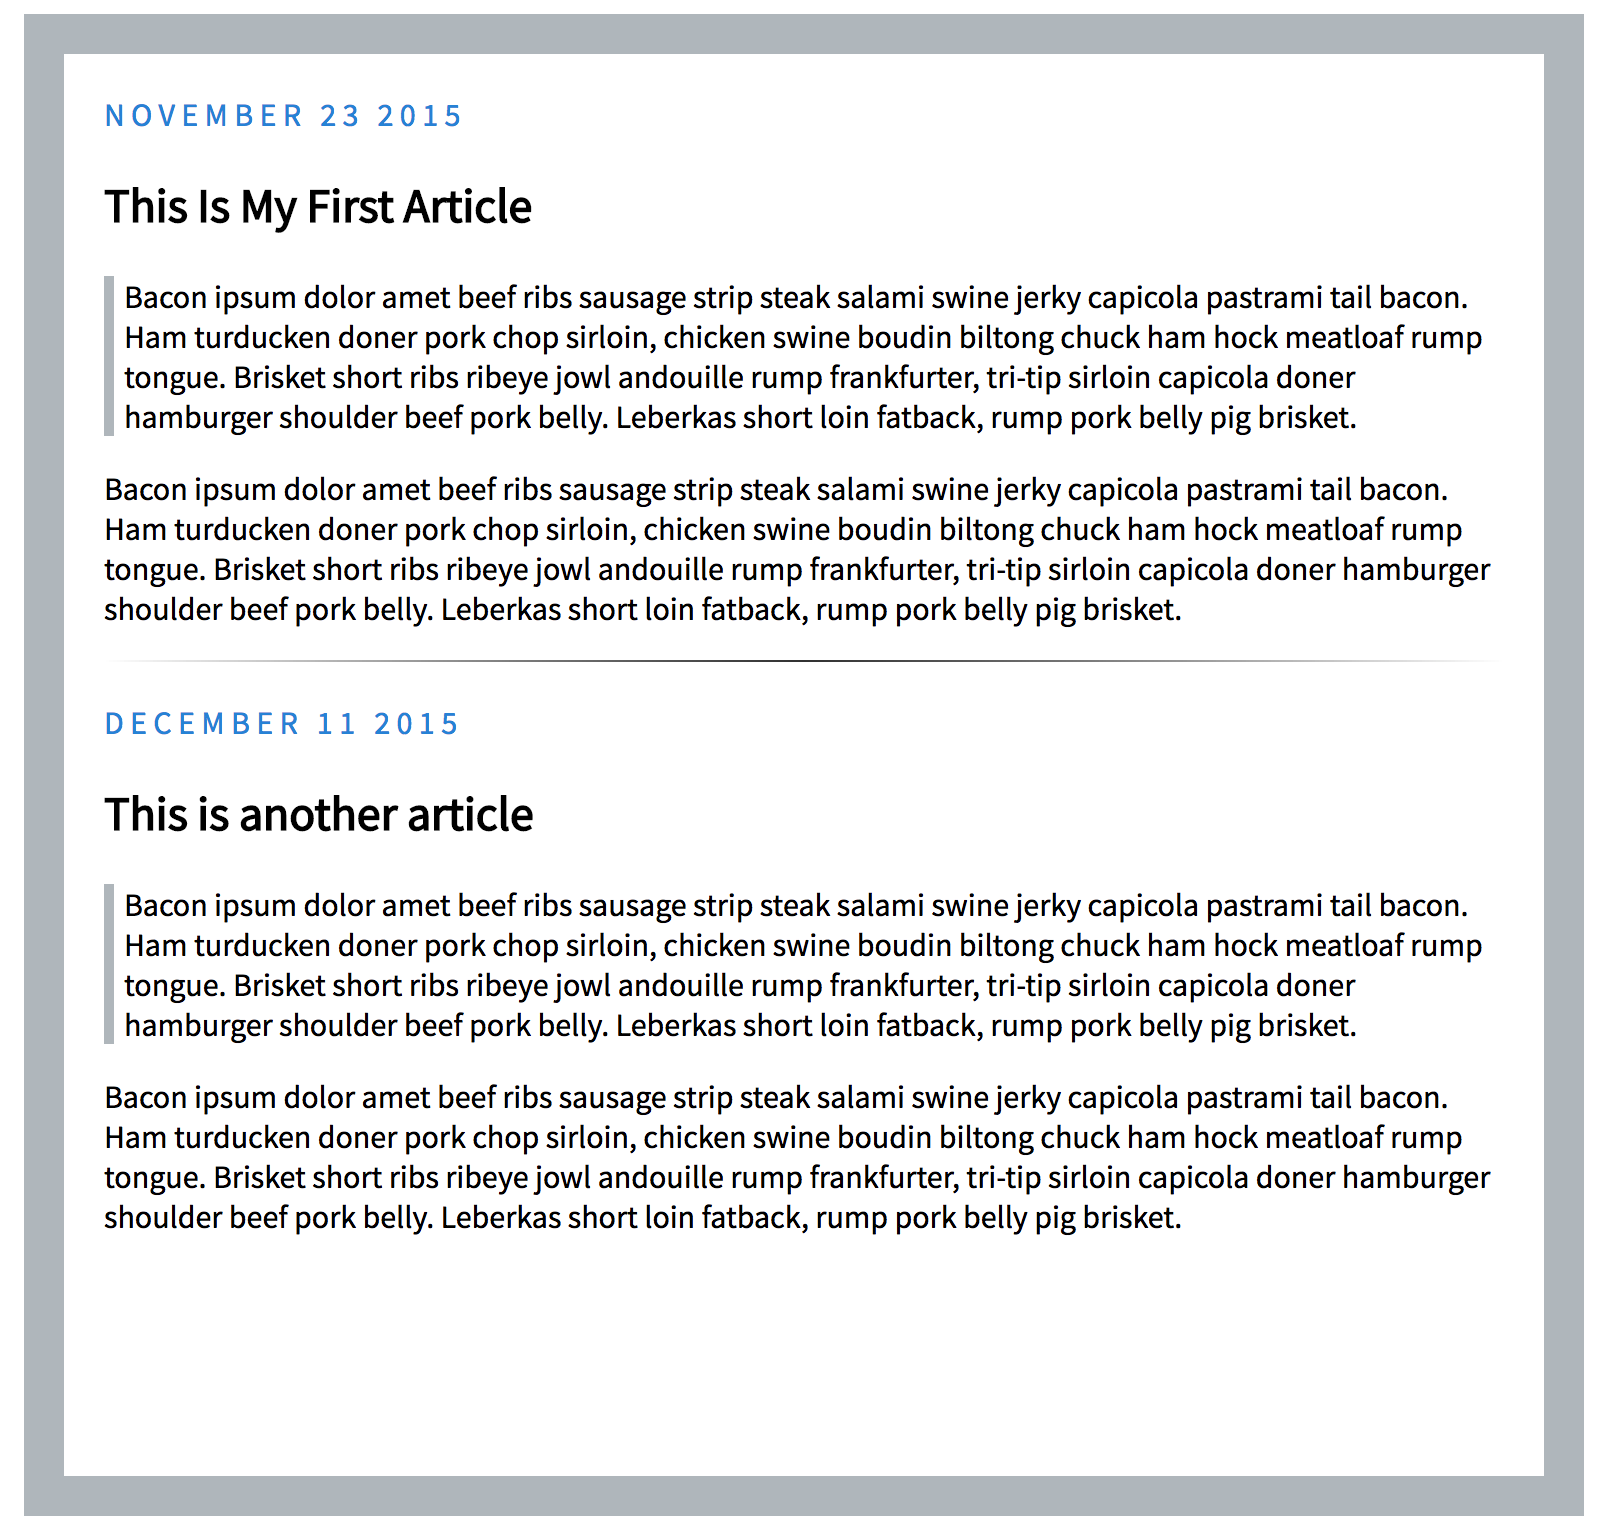 NOVEMBER 23 2015
This Is My First Article
Bacon ipsum dolor amet beef ribs sausage strip steak salami swine jerky capicola pastrami tail bacon.
Ham turducken doner pork chop sirloin, chicken swine boudin biltong chuck ham hock meatloaf rump
tongue. Brisket short ribs ribeye jowl andouille rump frankfurter, tri-tip sirloin capicola doner
hamburger shoulder beef pork belly. Leberkas short loin fatback, rump pork belly pig brisket.
Bacon ipsum dolor amet beef ribs sausage strip steak salami swine jerky capicola pastrami tail bacon.
Ham turducken doner pork chop sirloin, chicken swine boudin biltong chuck ham hock meatloaf rump
tongue. Brisket short ribs ribeye jowl andouille rump frankfurter, tri-tip sirloin capicola doner hamburger
shoulder beef pork belly. Leberkas short loin fatback, rump pork belly pig brisket.
DECEMBER 11 2015
This is another article
Bacon ipsum dolor amet beef ribs sausage strip steak salami swine jerky capicola pastrami tail bacon.
Ham turducken doner pork chop sirloin, chicken swine boudin biltong chuck ham hock meatloaf rump
tongue. Brisket short ribs ribeye jowl andouille rump frankfurter, tri-tip sirloin capicola doner
hamburger shoulder beef pork belly. Leberkas short loin fatback, rump pork belly pig brisket.
Bacon ipsum dolor amet beef ribs sausage strip steak salami swine jerky capicola pastrami tail bacon.
Ham turducken doner pork chop sirloin, chicken swine boudin biltong chuck ham hock meatloaf rump
tongue. Brisket short ribs ribeye jowl andouille rump frankfurter, tri-tip sirloin capicola doner hamburger
shoulder beef pork belly. Leberkas short loin fatback, rump pork belly pig brisket.